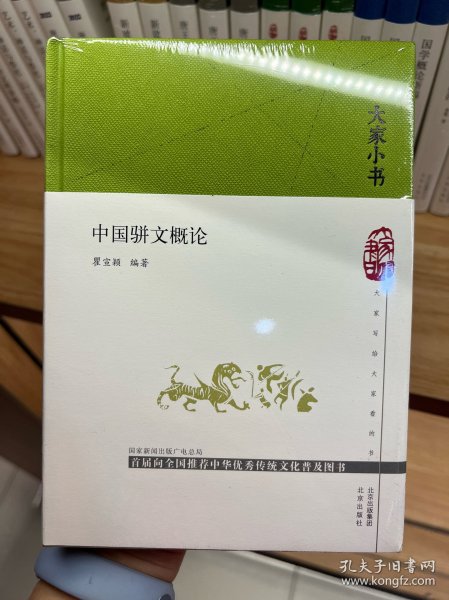 大家小书
中国骈文概论
瞿宣颖 编著
大家写给大家看的书
国家新闻出版广电总局
首届向全国推荐中华优秀传统文化普及图书
北京出版集团
北京出版社
国学概论
孔夫子旧书网
www.kongfz.com